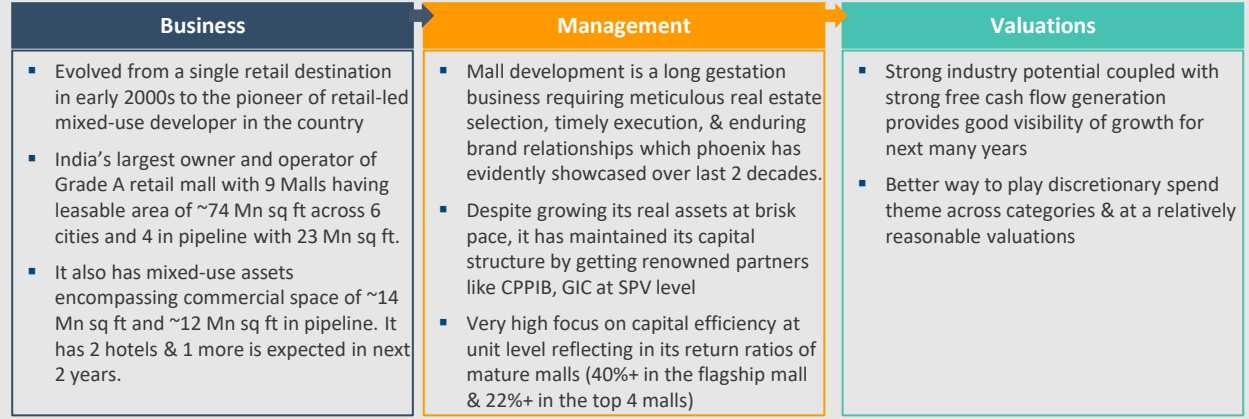 Business
▪ Evolved from a single retail destination
in early 2000s to the pioneer of retail-led
mixed-use developer in the country
▪ India’s largest owner and operator of
Grade A retail mall with 9 Malls having
leasable area of ~74 Mn sq ft across 6
cities and 4 in pipeline with 23 Mn sq ft.
▪ It also has mixed-use assets
encompassing commercial space of ~14
Mn sq ft and ~12 Mn sq ft in pipeline. It
has 2 hotels & 1 more is expected in next
2 years.
Management
▪ Mall development is a long gestation
business requiring meticulous real estate
selection, timely execution, & enduring
brand relationships which phoenix has
evidently showcased over last 2 decades.
▪ Despite growing its real assets at brisk
pace, it has maintained its capital
structure by getting renowned partners
like CPPIB, GIC at SPV level
▪ Very high focus on capital efficiency at
unit level reflecting in its return ratios of
mature malls (40%+ in the flagship mall
& 22%+ in the top 4 malls)
Valuations
▪ Strong industry potential coupled with
strong free cash flow generation
provides good visibility of growth for
next many years
▪ Better way to play discretionary spend
theme across categories & at a relatively
reasonable valuations